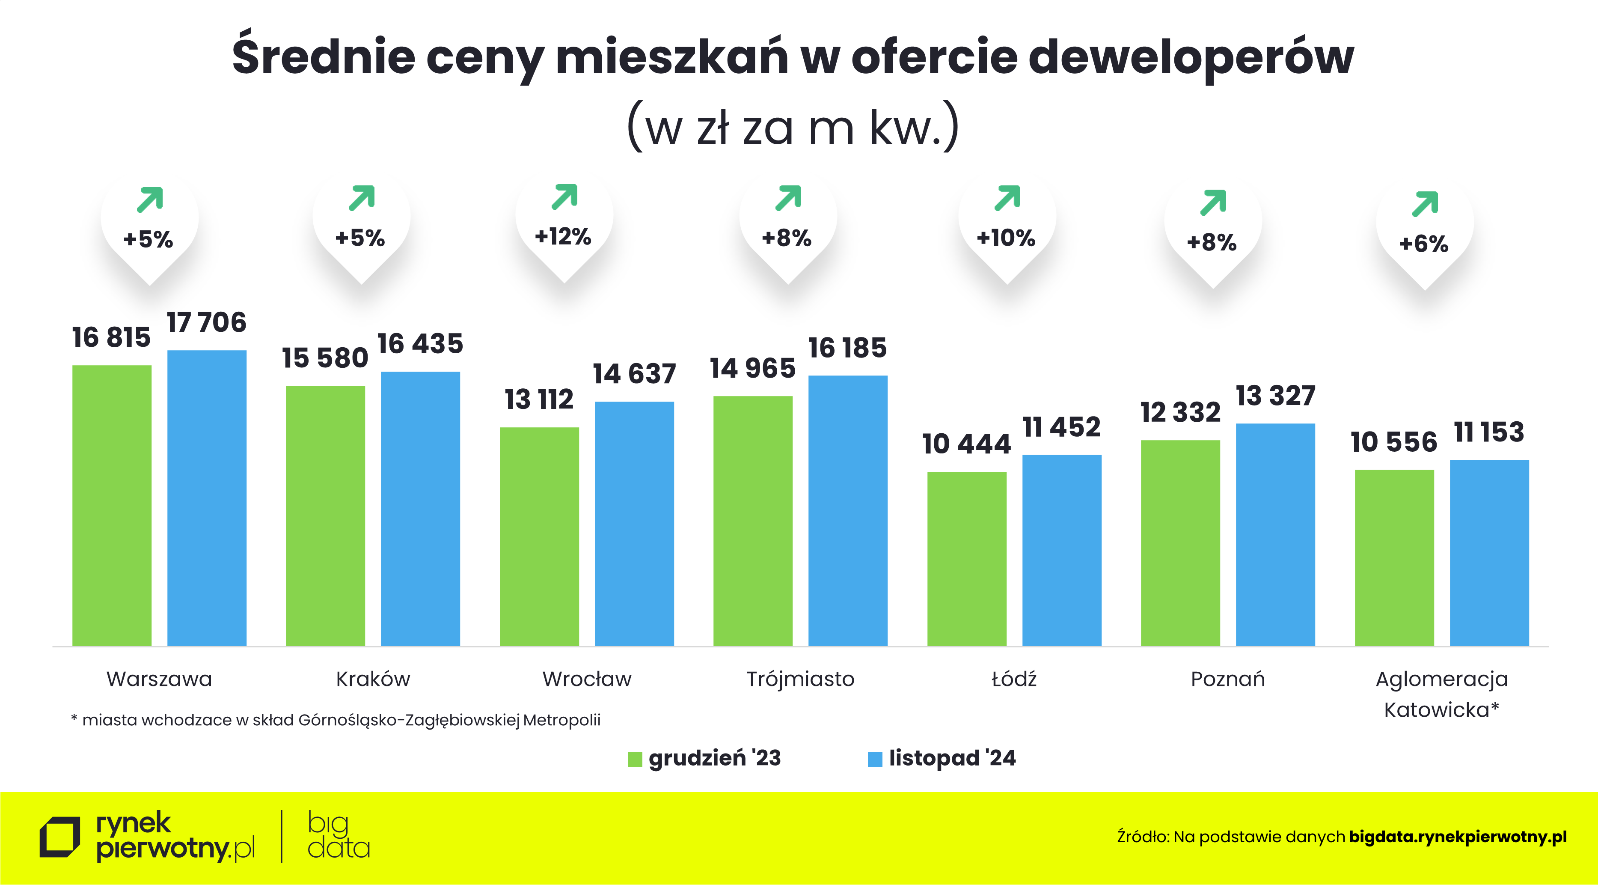 Średnie ceny mieszkań w ofercie deweloperów
(w zł za m kw.)
+5%
+5%
+12%
+8%
+10%
+8%
+6%
16 815
17 706
15 580
16 435
13 112
14 637
14 965
16 185
10 444
11 452
12 332
13 327
10 556
11 153
Warszawa
Kraków
Wrocław
Trójmiasto
Łódź
Poznań
Aglomeracja
Katowicka*
* miasta wchodzace w skład Górnośląsko-Zagłębiowskiej Metropolii
grudzień '23
listopad '24
rynek
pierwotny.pl
big
data
Źródło: Na podstawie danych bigdata.rynekpierwotny.pl